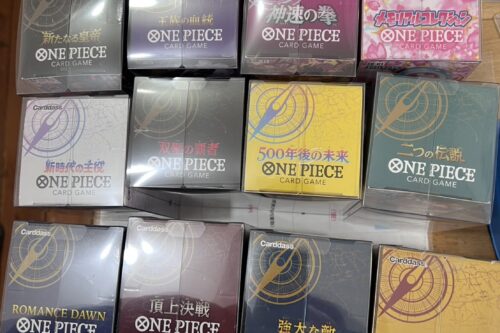 新たなる皇帝
ONE PIECE
CARD GAME
王族の血統
ONE PIECE
CARD GAME
神速の拳
ONE PIECE
CARD GAME
メモリアルコレクション
ONE PIECE
CARD GAME
Carddass
新時代の主役
ONE PIECE
CARD GAME
双璧の覇者
ONE PIECE
CARD GAME
500年後の未来
ONE PIECE
CARD GAME
二つの伝説
ONE PIECE
CARD GAME
ROMANCE DAWN
ONE PIECE
頂上決戦
ONE PIECE
Carddass
強大な敵
Carddass
ONE PIECE